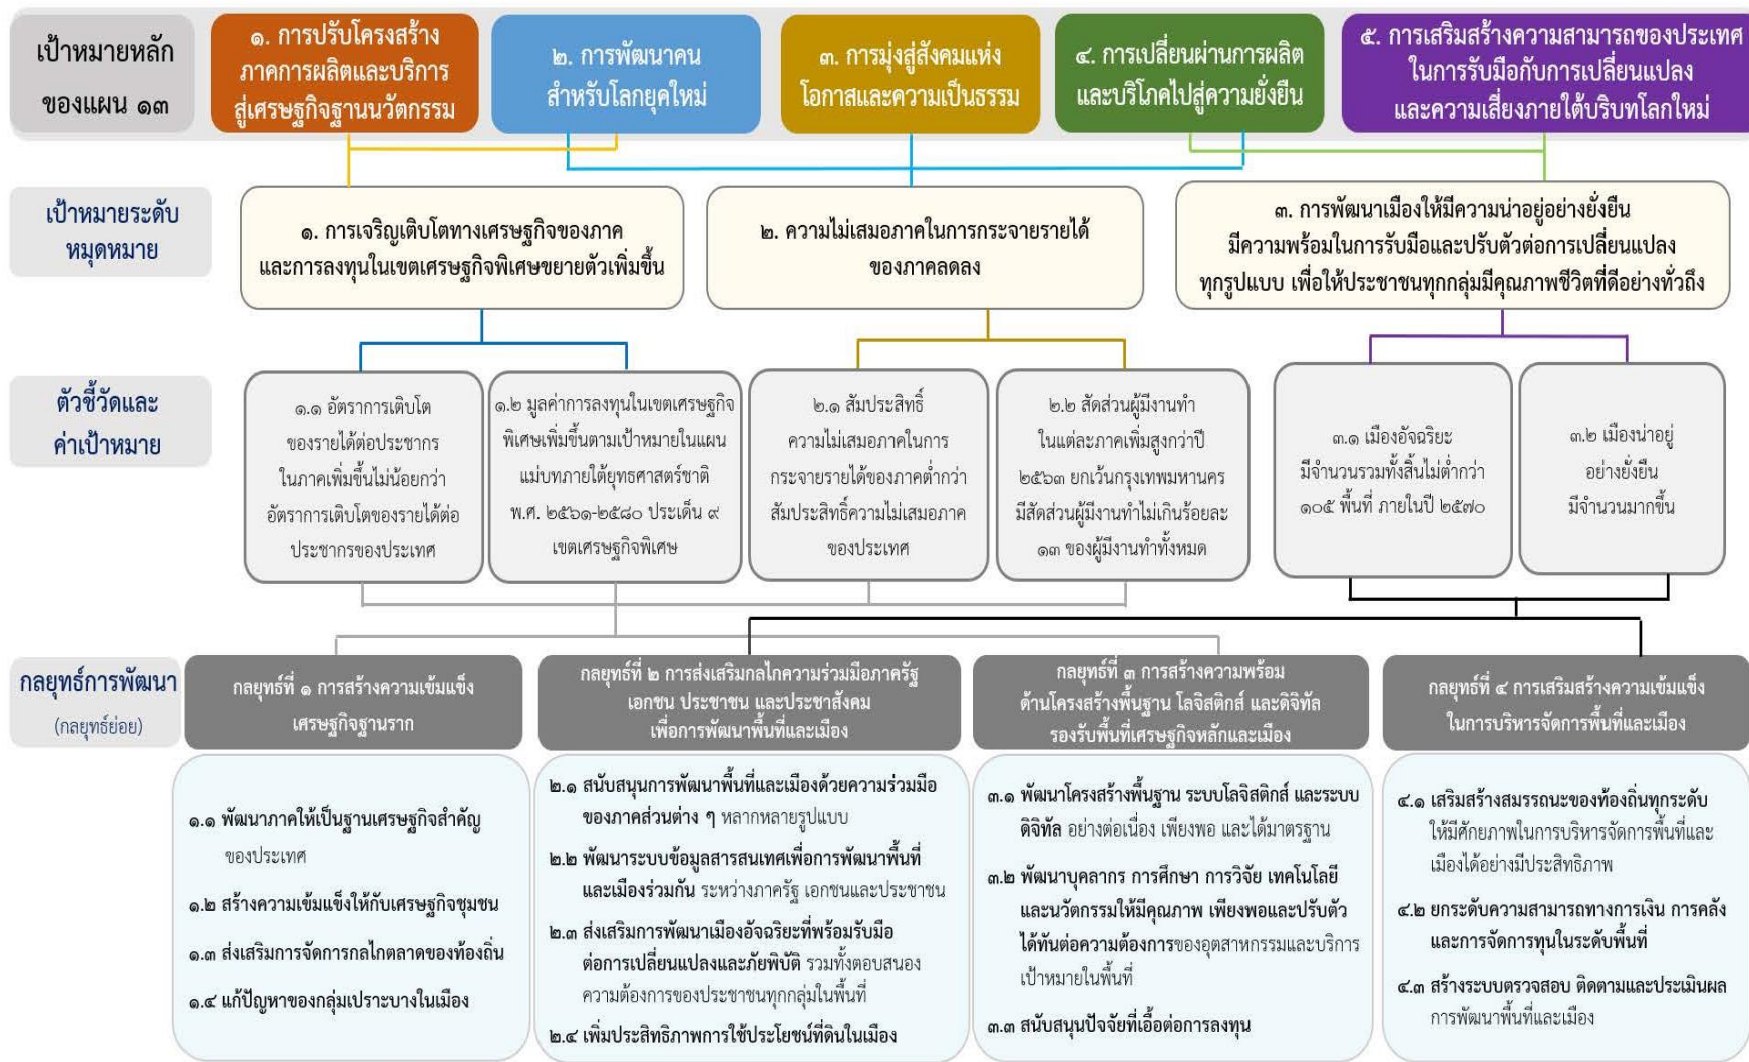 เป้าหมายหลัก
ของแผน ๑๓
๑. การปรับโครงสร้าง
ภาคการผลิตและบริการ
สู่เศรษฐกิจฐานนวัตกรรม
๒. การพัฒนาคน
สำหรับโลกยุคใหม่
๓. การมุ่งสู่สังคมแห่ง
โอกาสและความเป็นธรรม
๔. การเปลี่ยนผ่านการผลิต
และบริโภคไปสู่ความยั่งยืน
๕. การเสริมสร้างความสามารถของประเทศ
ในการรับมือกับการเปลี่ยนแปลง
และความเสี่ยงภายใต้บริบทโลกใหม่
เป้าหมายระดับ
หมุดหมาย
๑. การเจริญเติบโตทางเศรษฐกิจของภาค
และการลงทุนในเขตเศรษฐกิจพิเศษขยายตัวเพิ่มขึ้น
๒. ความไม่เสมอภาคในการกระจายรายได้
ของภาคลดลง
๓. การพัฒนาเมืองให้มีความน่าอยู่อย่างยั่งยืน
มีความพร้อมในการรับมือและปรับตัวต่อการเปลี่ยนแปลง
ทุกรูปแบบ เพื่อให้ประชาชนทุกกลุ่มมีคุณภาพชีวิตที่ดีอย่างทั่วถึง
ตัวชี้วัดและ
ค่าเป้าหมาย
๑.๑ อัตราการเติบโต
ของรายได้ต่อประชากร
ในภาคเพิ่มขึ้นไม่น้อยกว่า
อัตราการเติบโตของรายได้ต่อ
ประชากรของประเทศ
๑.๒ มูลค่าการลงทุนในเขตเศรษฐกิจ
พิเศษเพิ่มขึ้นตามเป้าหมายในแผน
แม่บทภายใต้ยุทธศาสตร์ชาติ
พ.ศ. ๒๕๖๑-๒๕๘๐ ประเด็น ๙
เขตเศรษฐกิจพิเศษ
๒.๑ สัมประสิทธิ์
ความไม่เสมอภาคในการ
กระจายรายได้ของภาคต่ำกว่า
สัมประสิทธิ์ความไม่เสมอภาค
ของประเทศ
๒.๒ สัดส่วนผู้มีงานทำ
ในแต่ละภาคเพิ่มสูงกว่าปี
๒๕๖๓ ยกเว้นกรุงเทพมหานคร
มีสัดส่วนผู้มีงานทำไม่เกินร้อยละ
๑๓ ของผู้มีงานทำทั้งหมด
๓.๑ เมืองอัจฉริยะ
มีจำนวนรวมทั้งสิ้นไม่ต่ำกว่า
๑๐๕ พื้นที่ ภายในปี ๒๕๗๐
๓.๒ เมืองน่าอยู่
อย่างยั่งยืน
มีจำนวนมากขึ้น
กลยุทธ์การพัฒนา
(กลยุทธ์ย่อย)
กลยุทธ์ที่ ๑ การสร้างความเข้มแข็ง
เศรษฐกิจฐานราก
กลยุทธ์ที่ ๒ การส่งเสริมกลไกความร่วมมือภาครัฐ
เอกชน ประชาชน และประชาสังคม
เพื่อการพัฒนาพื้นที่และเมือง
กลยุทธ์ที่ ๓ การสร้างความพร้อม
ด้านโครงสร้างพื้นฐาน โลจิสติกส์ และดิจิทัล
รองรับพื้นที่เศรษฐกิจหลักและเมือง
กลยุทธ์ที่ ๔ การเสริมสร้างความเข้มแข็ง
ในการบริหารจัดการพื้นที่และเมือง
๑.๑ พัฒนาภาคให้เป็นฐานเศรษฐกิจสำคัญ
ของประเทศ
๑.๒ สร้างความเข้มแข็งให้กับเศรษฐกิจชุมชน
๑.๓ ส่งเสริมการจัดการกลไกตลาดของท้องถิ่น
๑.๔ แก้ปัญหาของกลุ่มเปราะบางในเมือง
๒.๑ สนับสนุนการพัฒนาพื้นที่และเมืองด้วยความร่วมมือ
ของภาคส่วนต่าง ๆ หลากหลายรูปแบบ
๒.๒ พัฒนาระบบข้อมูลสารสนเทศเพื่อการพัฒนาพื้นที่
และเมืองร่วมกัน ระหว่างภาครัฐ เอกชนและประชาชน
๒.๓ ส่งเสริมการพัฒนาเมืองอัจฉริยะที่พร้อมรับมือ
ต่อการเปลี่ยนแปลงและภัยพิบัติ รวมทั้งตอบสนอง
ความต้องการของประชาชนทุกกลุ่มในพื้นที่
๒.๔ เพิ่มประสิทธิภาพการใช้ประโยชน์ที่ดินในเมือง
๓.๑ พัฒนาโครงสร้างพื้นฐาน ระบบโลจิสติกส์ และระบบ
ดิจิทัล อย่างต่อเนื่อง เพียงพอ และได้มาตรฐาน
๓.๒ พัฒนาบุคลากร การศึกษา การวิจัย เทคโนโลยี
และนวัตกรรมให้มีคุณภาพ เพียงพอและปรับตัว
ได้ทันต่อความต้องการของอุตสาหกรรมและบริการ
เป้าหมายในพื้นที่
๓.๓ สนับสนุนปัจจัยที่เอื้อต่อการลงทุน
๔.๑ เสริมสร้างสมรรถนะของท้องถิ่นทุกระดับ
ให้มีศักยภาพในการบริหารจัดการพื้นที่และ
เมืองได้อย่างมีประสิทธิภาพ
๔.๒ ยกระดับความสามารถทางการเงิน การคลัง
และการจัดการทุนในระดับพื้นที่
๔.๓ สร้างระบบตรวจสอบ ติดตามและประเมินผล
การพัฒนาพื้นที่และเมือง